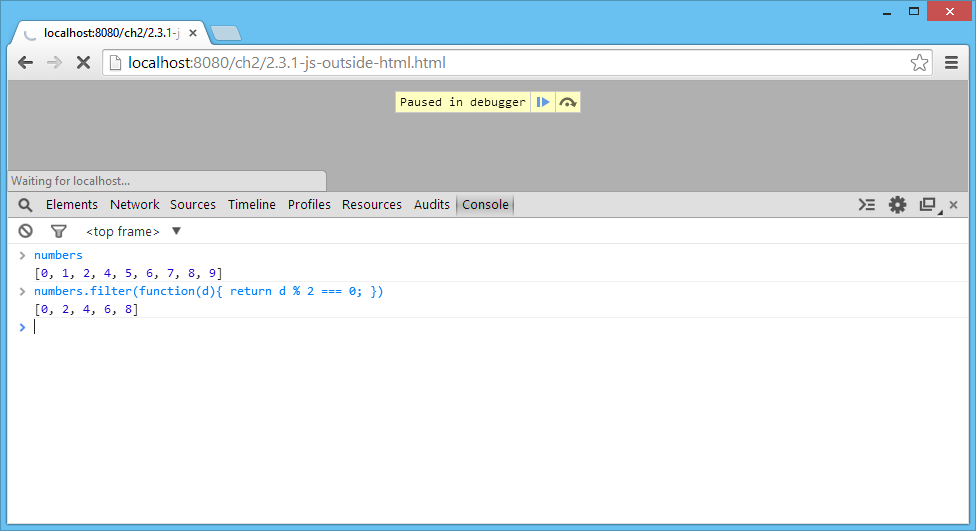 localhost:8080/ch2/2.3.1-j
localhost:8080/ch2/2.3.1-js-outside-html.html
Paused in debugger
Waiting for localhost...
Elements Network Sources Timeline Profiles Resources Audits Console
<top frame>
> numbers
[0, 1, 2, 4, 5, 6, 7, 8, 9]
> numbers.filter(function(d){ return d % 2 === 0; })
[0, 2, 4, 6, 8]
>